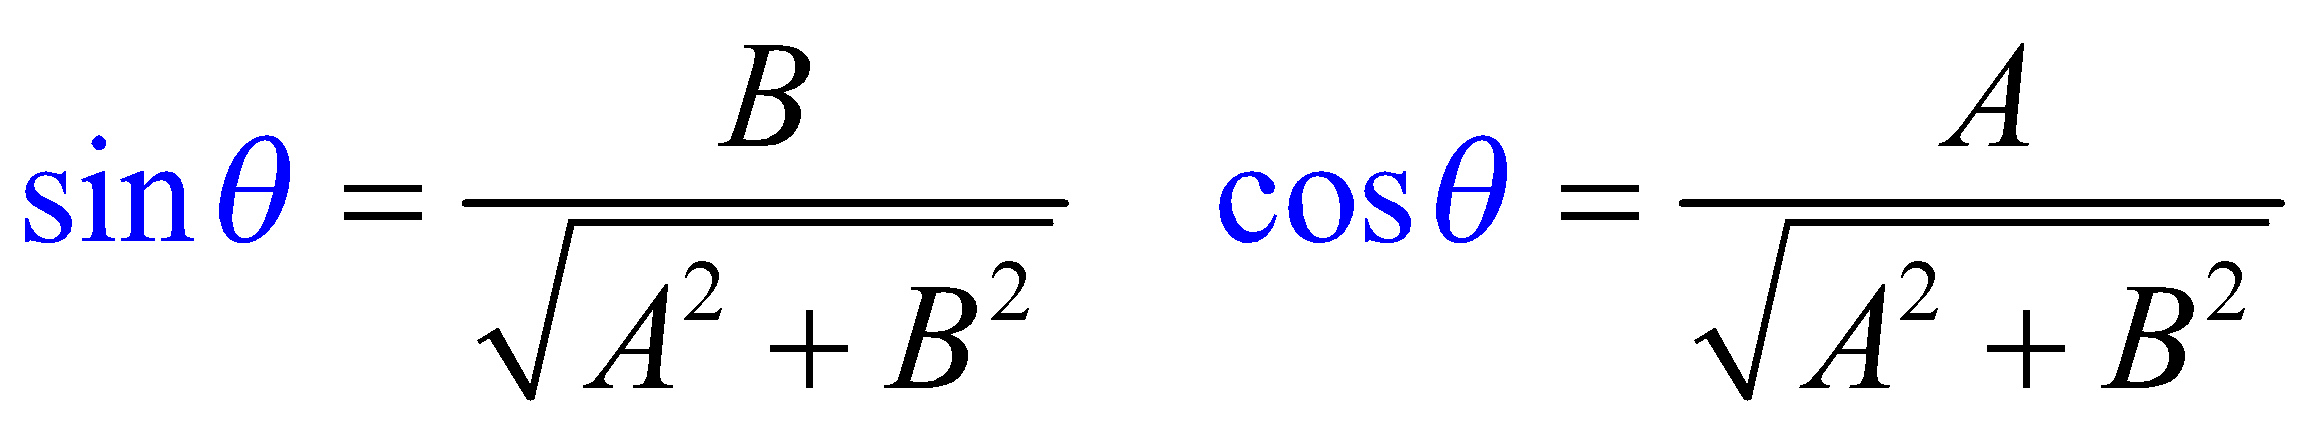 sin θ = B / √(A² + B²)   cos θ = A / √(A² + B²)